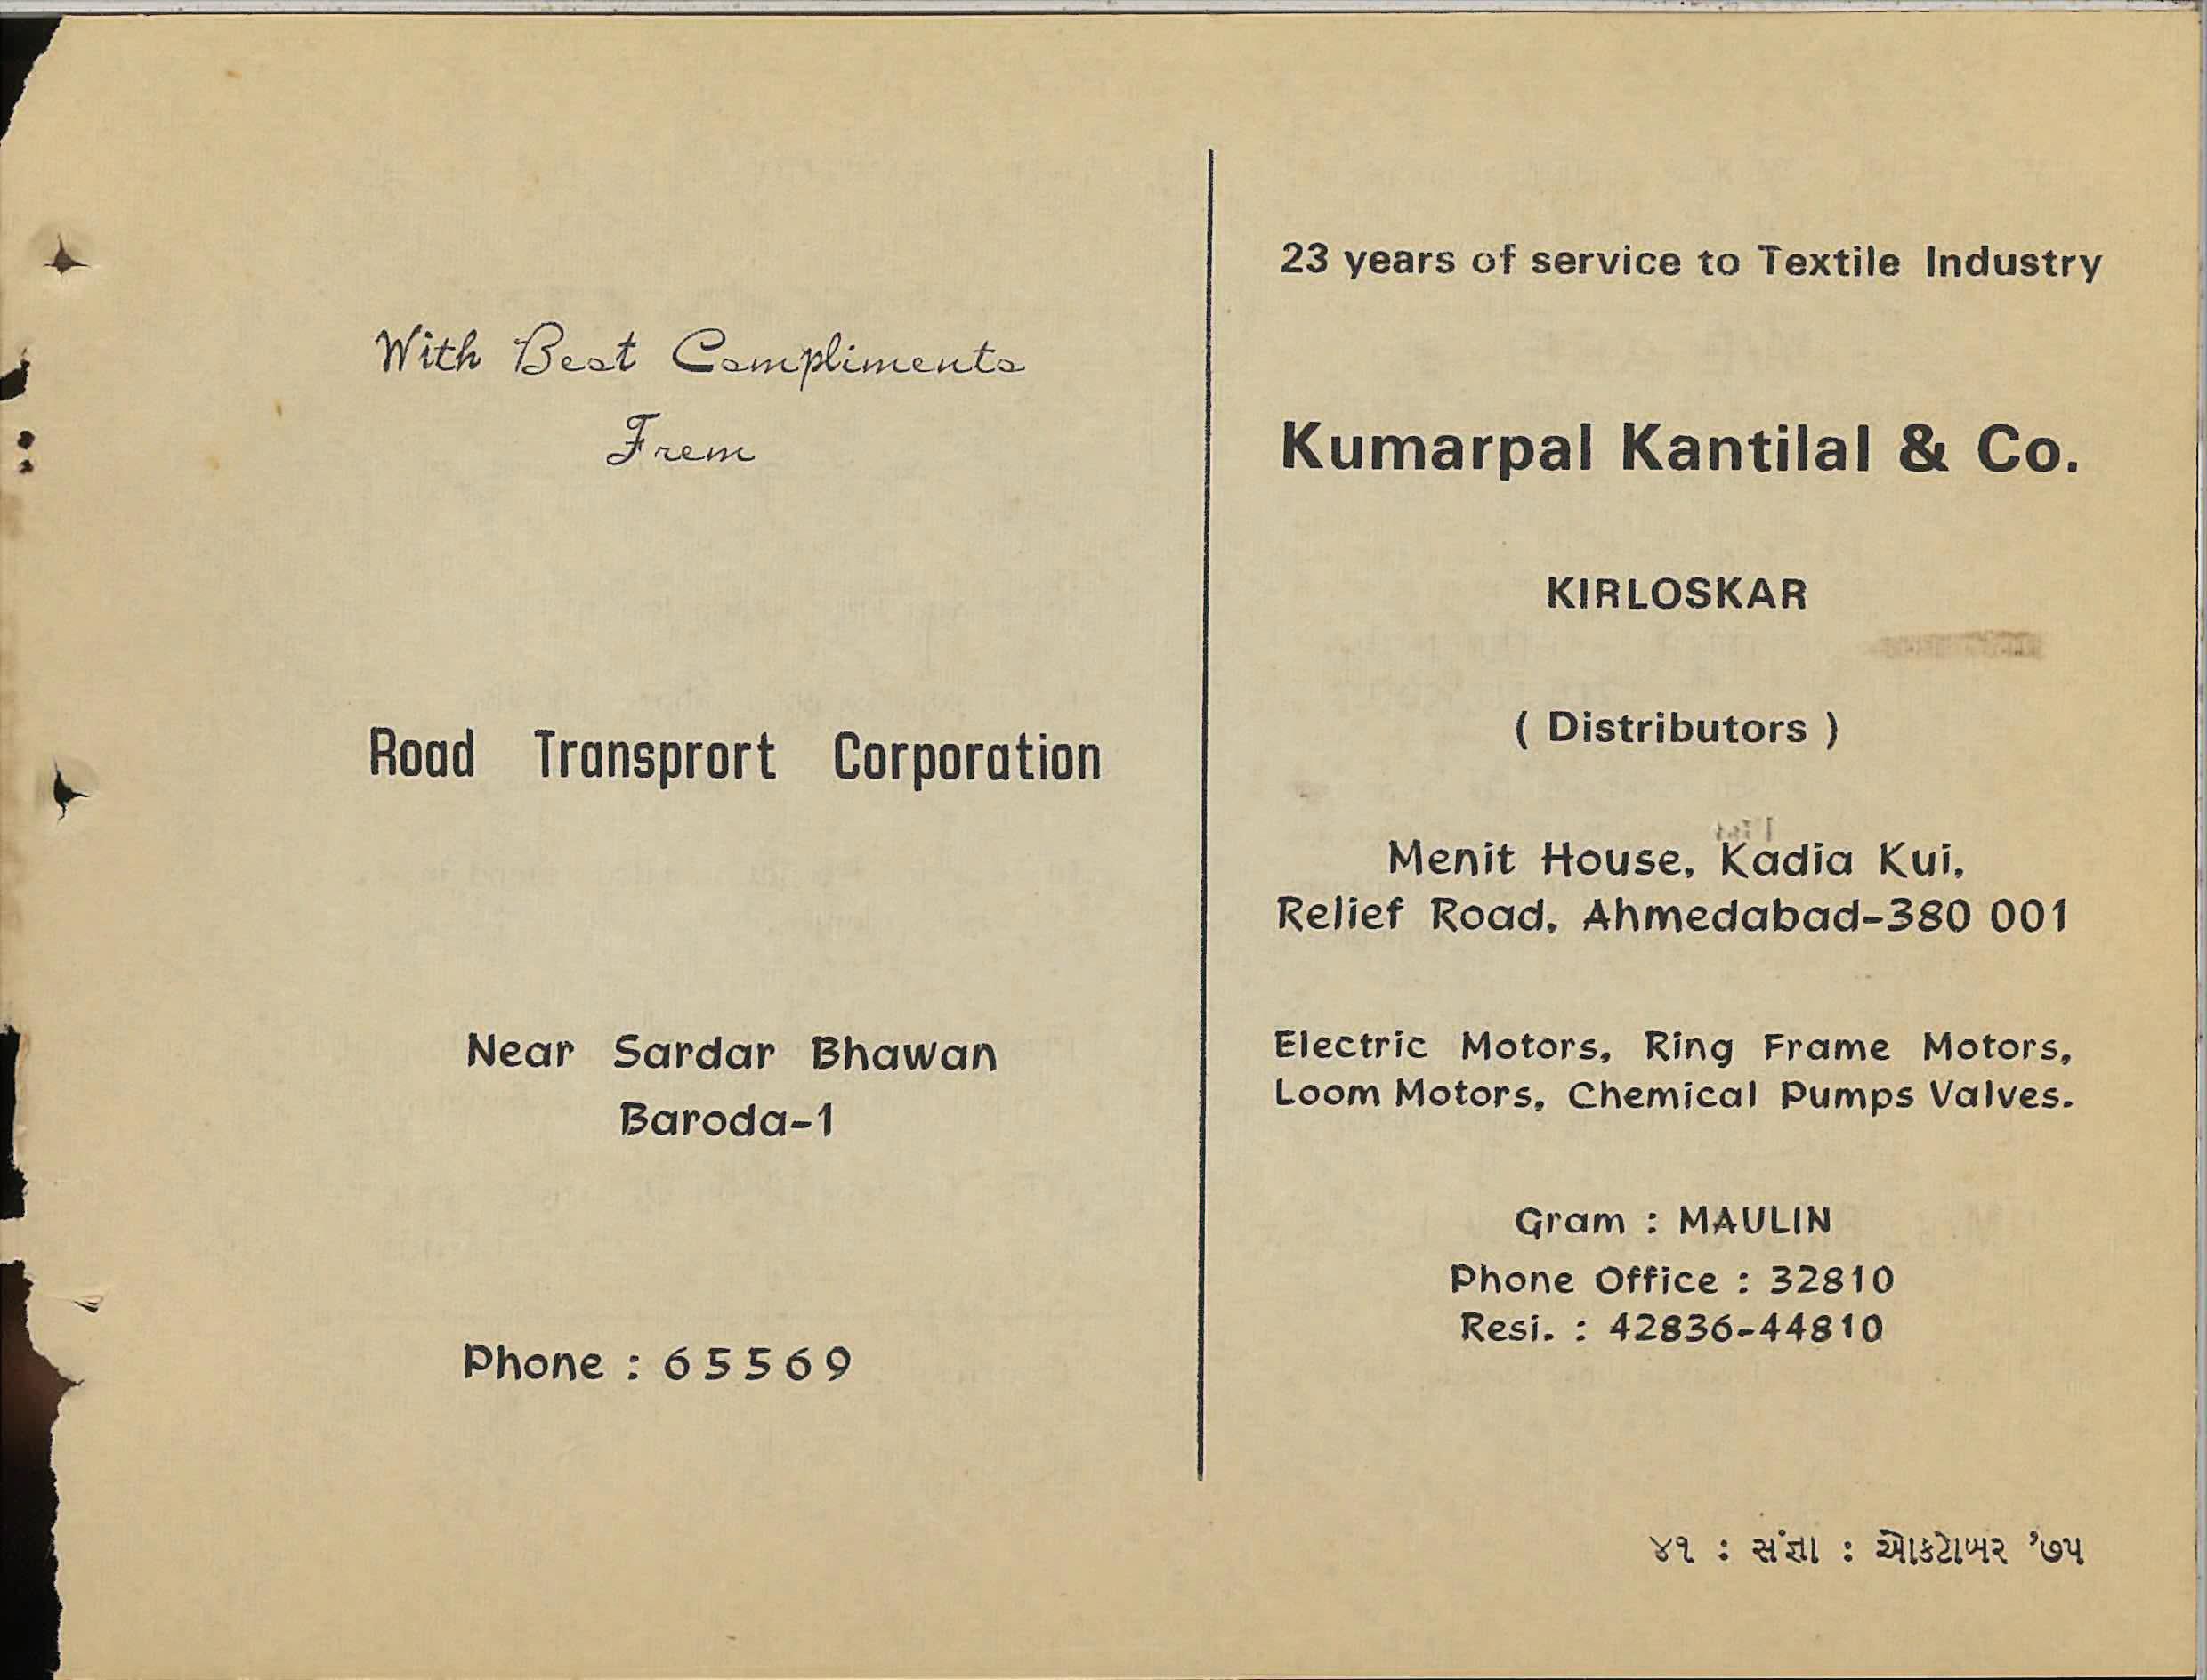 With Best Compliments
From
Road Transprort Corporation
Near Sardar Bhawan
Baroda-1
Phone : 65569
23 years of service to Textile Industry
Kumarpal Kantilal & Co.
KIRLOSKAR
( Distributors )
Menit House, Kadia Kui,
Relief Road, Ahmedabad-380 001
Electric Motors, Ring Frame Motors,
Loom Motors, Chemical Pumps Valves.
Gram : MAULIN
Phone Office : 32810
Resi. : 42836-44810
૪૧ : સંજ્ઞા : ઓકટોબર '૭૫